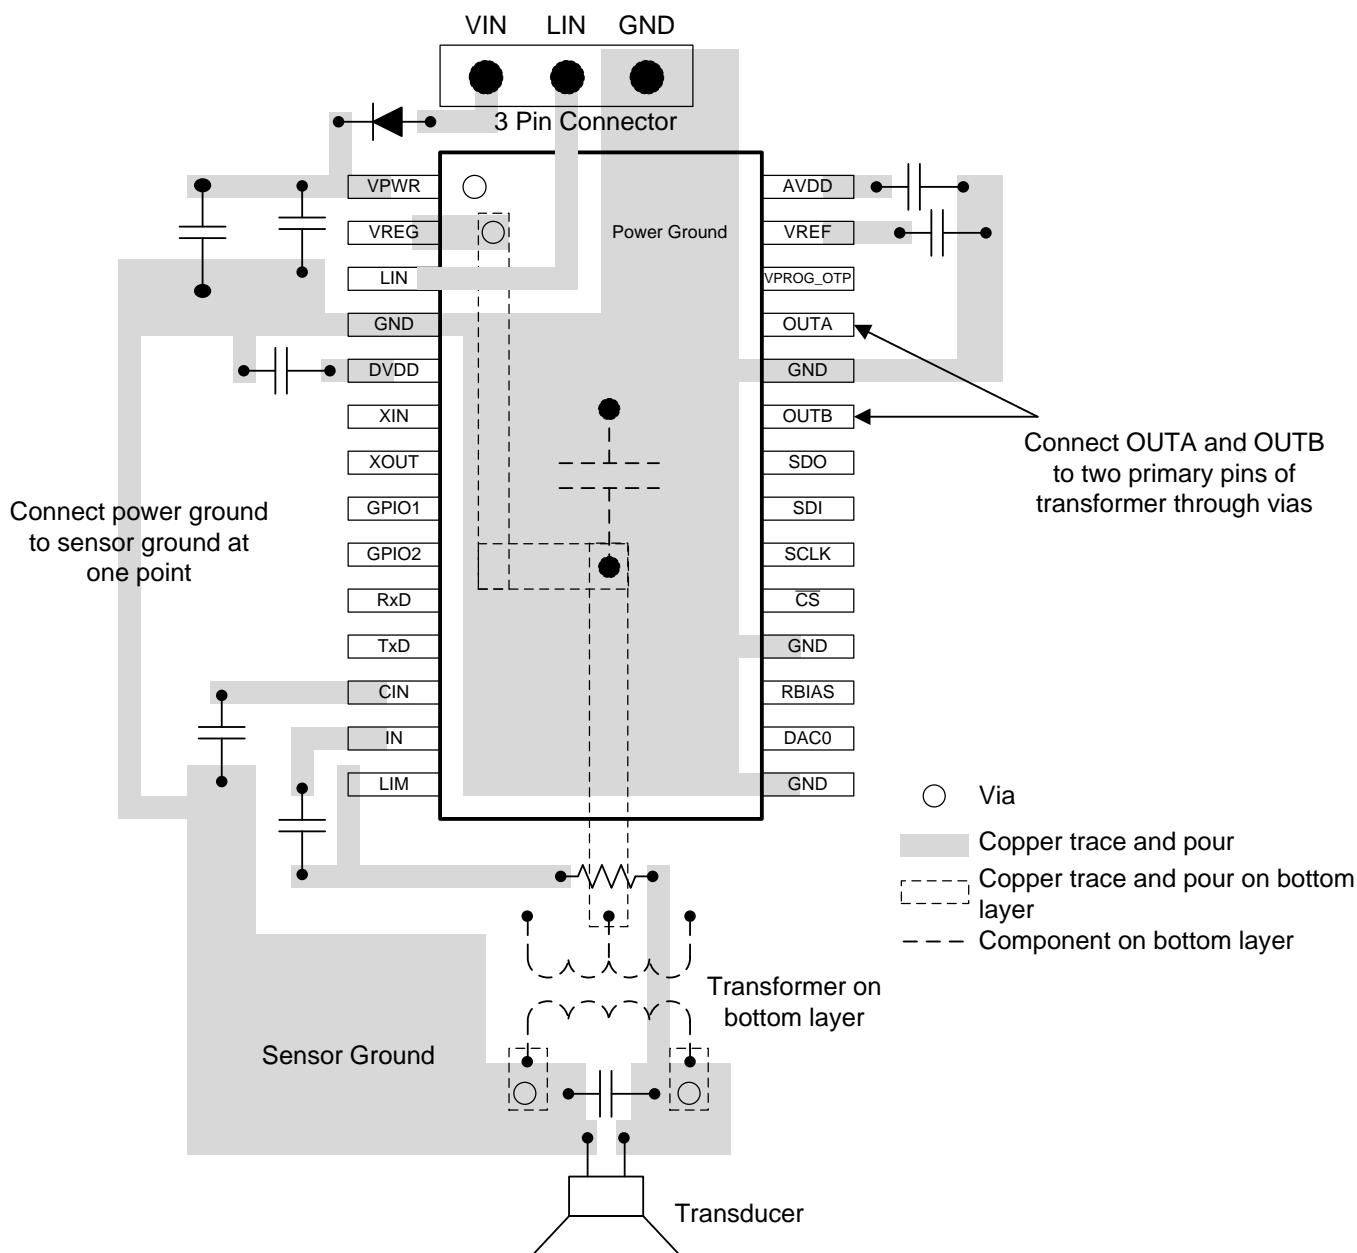 VIN LIN GND
3 Pin Connector
VPWR
VREG
LIN
GND
DVDD
XIN
XOUT
GPIO1
GPIO2
RxD
TxD
CIN
IN
LIM
Power Ground
AVDD
VREF
VPROG_OTP
OUTA
GND
OUTB
SDO
SDI
SCLK
CS
GND
RBIAS
DAC0
GND
Connect OUTA and OUTB
to two primary pins of
transformer through vias
Connect power ground
to sensor ground at
one point
Via
Copper trace and pour
Copper trace and pour on bottom
layer
Component on bottom layer
Transformer on
bottom layer
Sensor Ground
Transducer